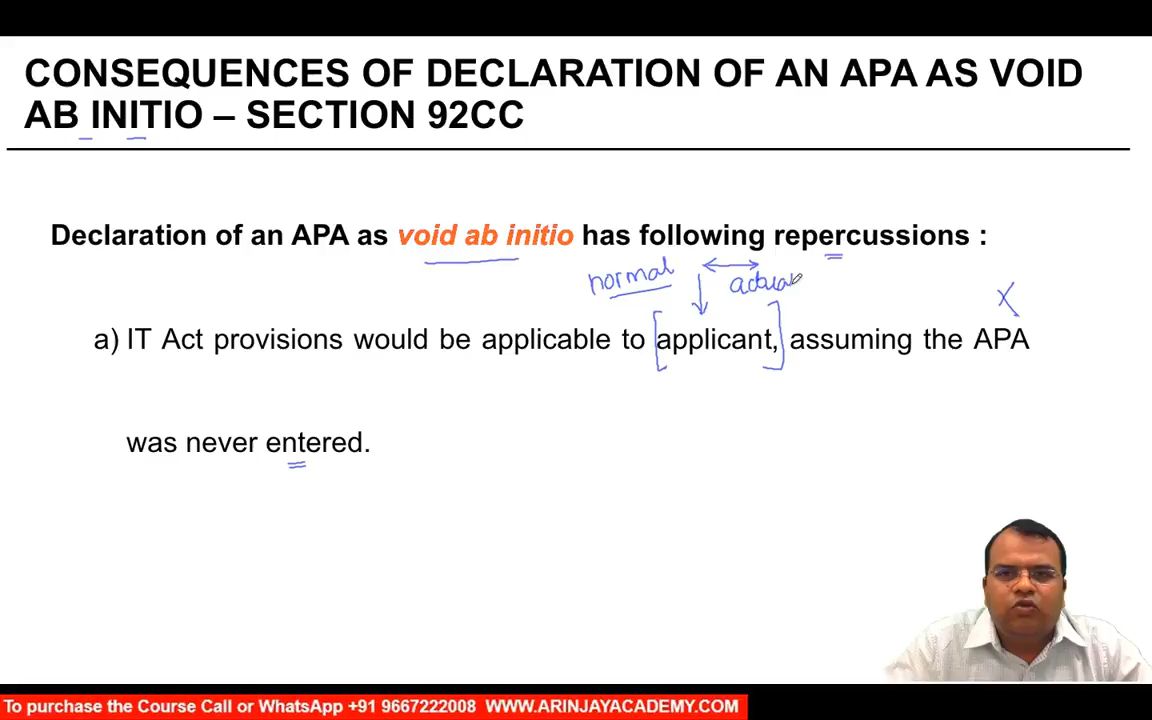 CONSEQUENCES OF DECLARATION OF AN APA AS VOID
AB INITIO – SECTION 92CC
Declaration of an APA as void ab initio has following repercussions :
normal
actual
X
a) IT Act provisions would be applicable to [applicant,] assuming the APA
was never entered.
To purchase the Course Call or WhatsApp +91 9667222008 WWW.ARINJAYACADEMY.COM